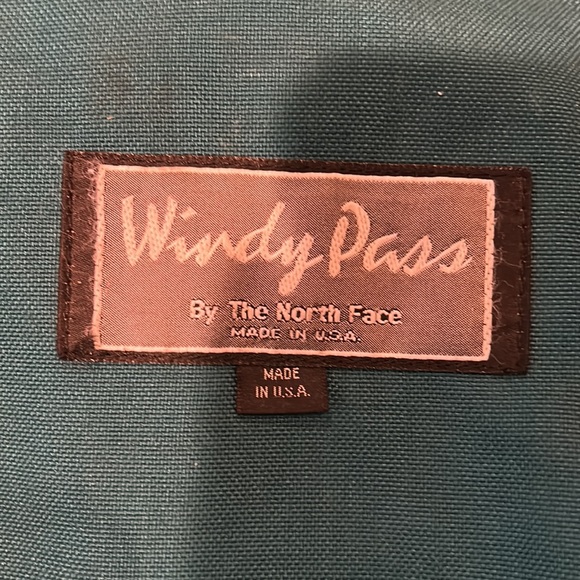 Windy Pass
By The North Face
MADE IN U.S.A.
MADE
IN U.S.A.